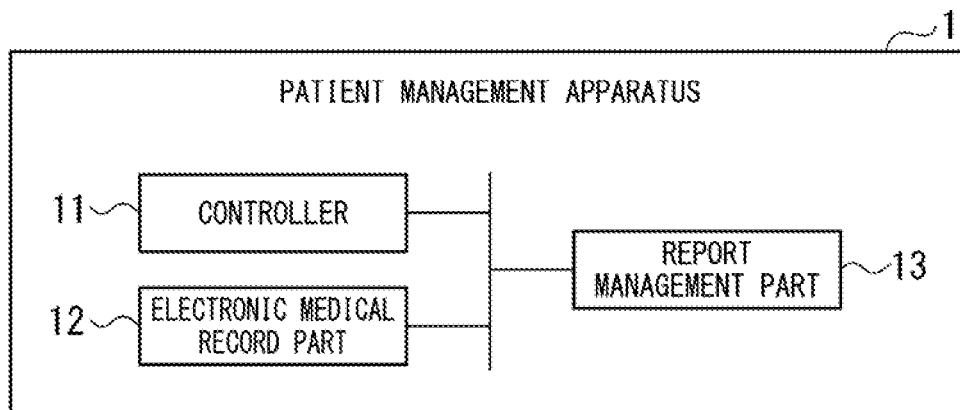 1
PATIENT MANAGEMENT APPARATUS
11
CONTROLLER
REPORT
MANAGEMENT PART
13
12
ELECTRONIC MEDICAL
RECORD PART